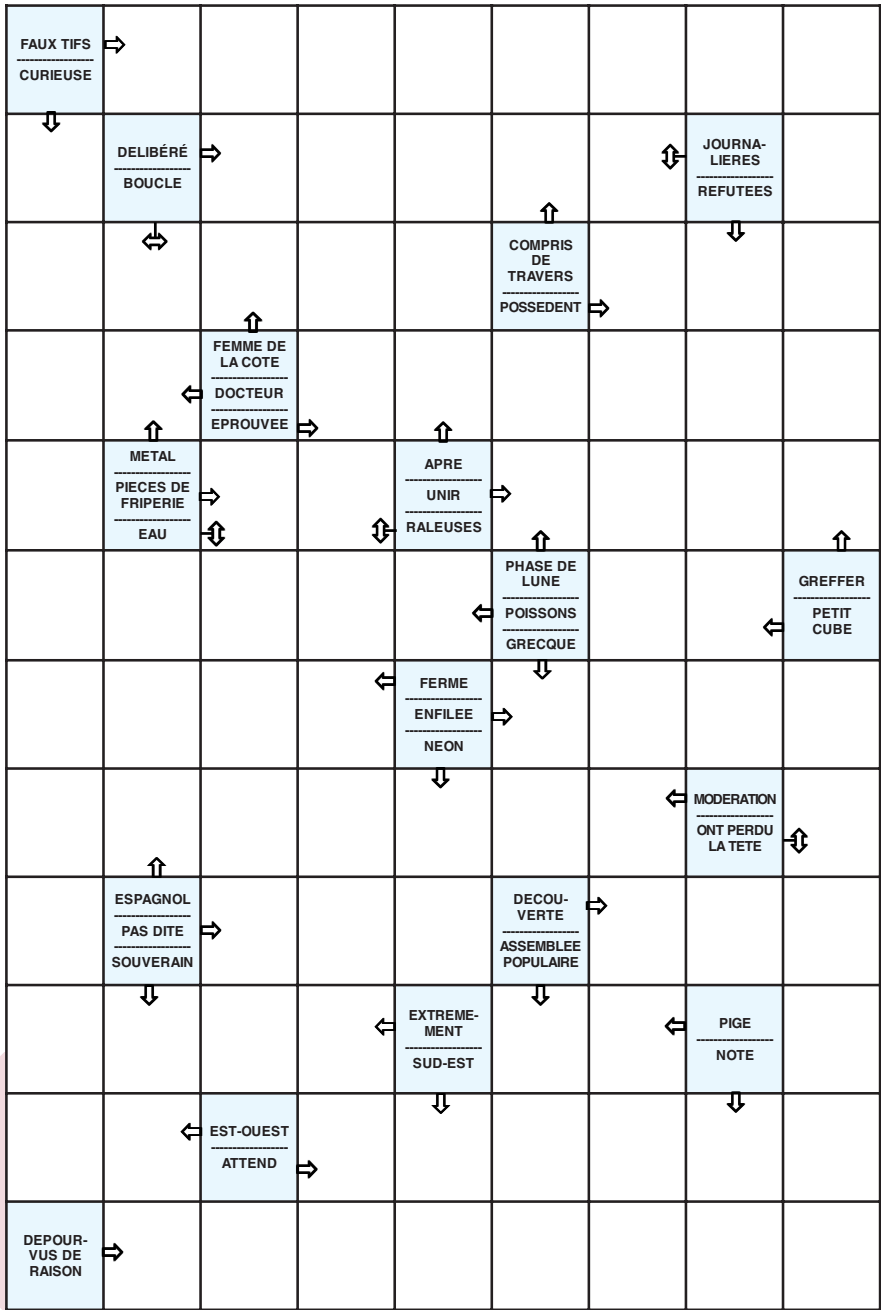 FAUX TIFS
CURIEUSE
DELIBÉRÉ
BOUCLE
JOURNA-
LIERES
REFUTEES
COMPRIS
DE
TRAVERS
POSSEDENT
FEMME DE
LA COTE
DOCTEUR
EPROUVEE
METAL
PIECES DE
FRIPERIE
EAU
APRE
UNIR
RALEUSES
PHASE DE
LUNE
POISSONS
GRECQUE
GREFFER
PETIT
CUBE
FERME
ENFILEE
NEON
MODERATION
ONT PERDU
LA TETE
ESPAGNOL
PAS DITE
SOUVERAIN
DECOU-
VERTE
ASSEMBLEE
POPULAIRE
EXTREME-
MENT
SUD-EST
PIGE
NOTE
EST-OUEST
ATTEND
DEPOUR-
VUS DE
RAISON